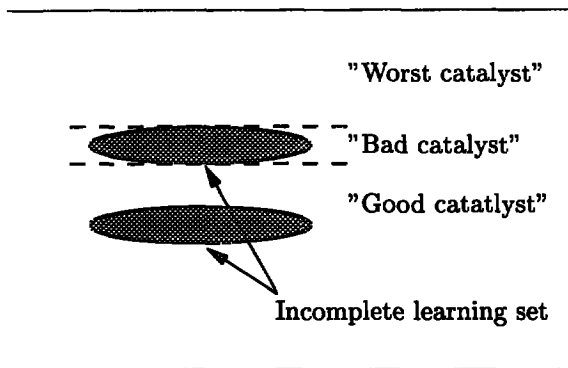 "Worst catalyst"
"Bad catalyst"
"Good catatlyst"
Incomplete learning set